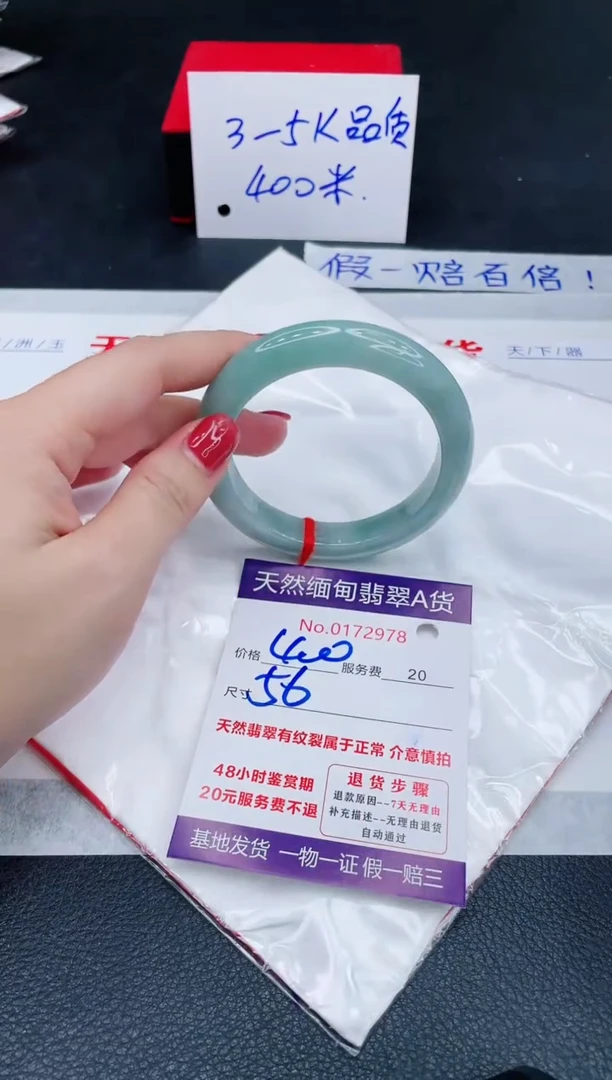 3-5K品质
400米.
假一赔百倍！
/洲/玉
天
货
天/下/翡
天然缅甸翡翠A货
No.0172978
价格 400 服务费 20
尺寸 56
天然翡翠有纹裂属于正常 介意慎拍
48小时鉴赏期
20元服务费不退
退货步骤
退款原因--7天无理由
补充描述--无理由退货
自动通过
基地发货 一物一证 假一赔三